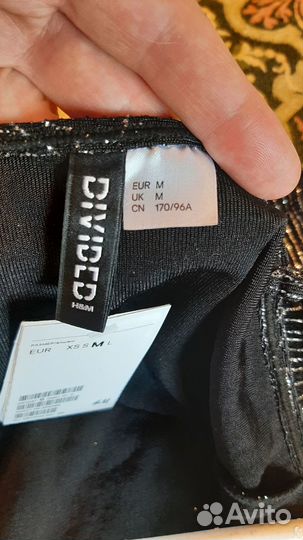 EUR M
UK M
CN 170/96A
DIVIDED
H&M
EUR XS S M L
Avito